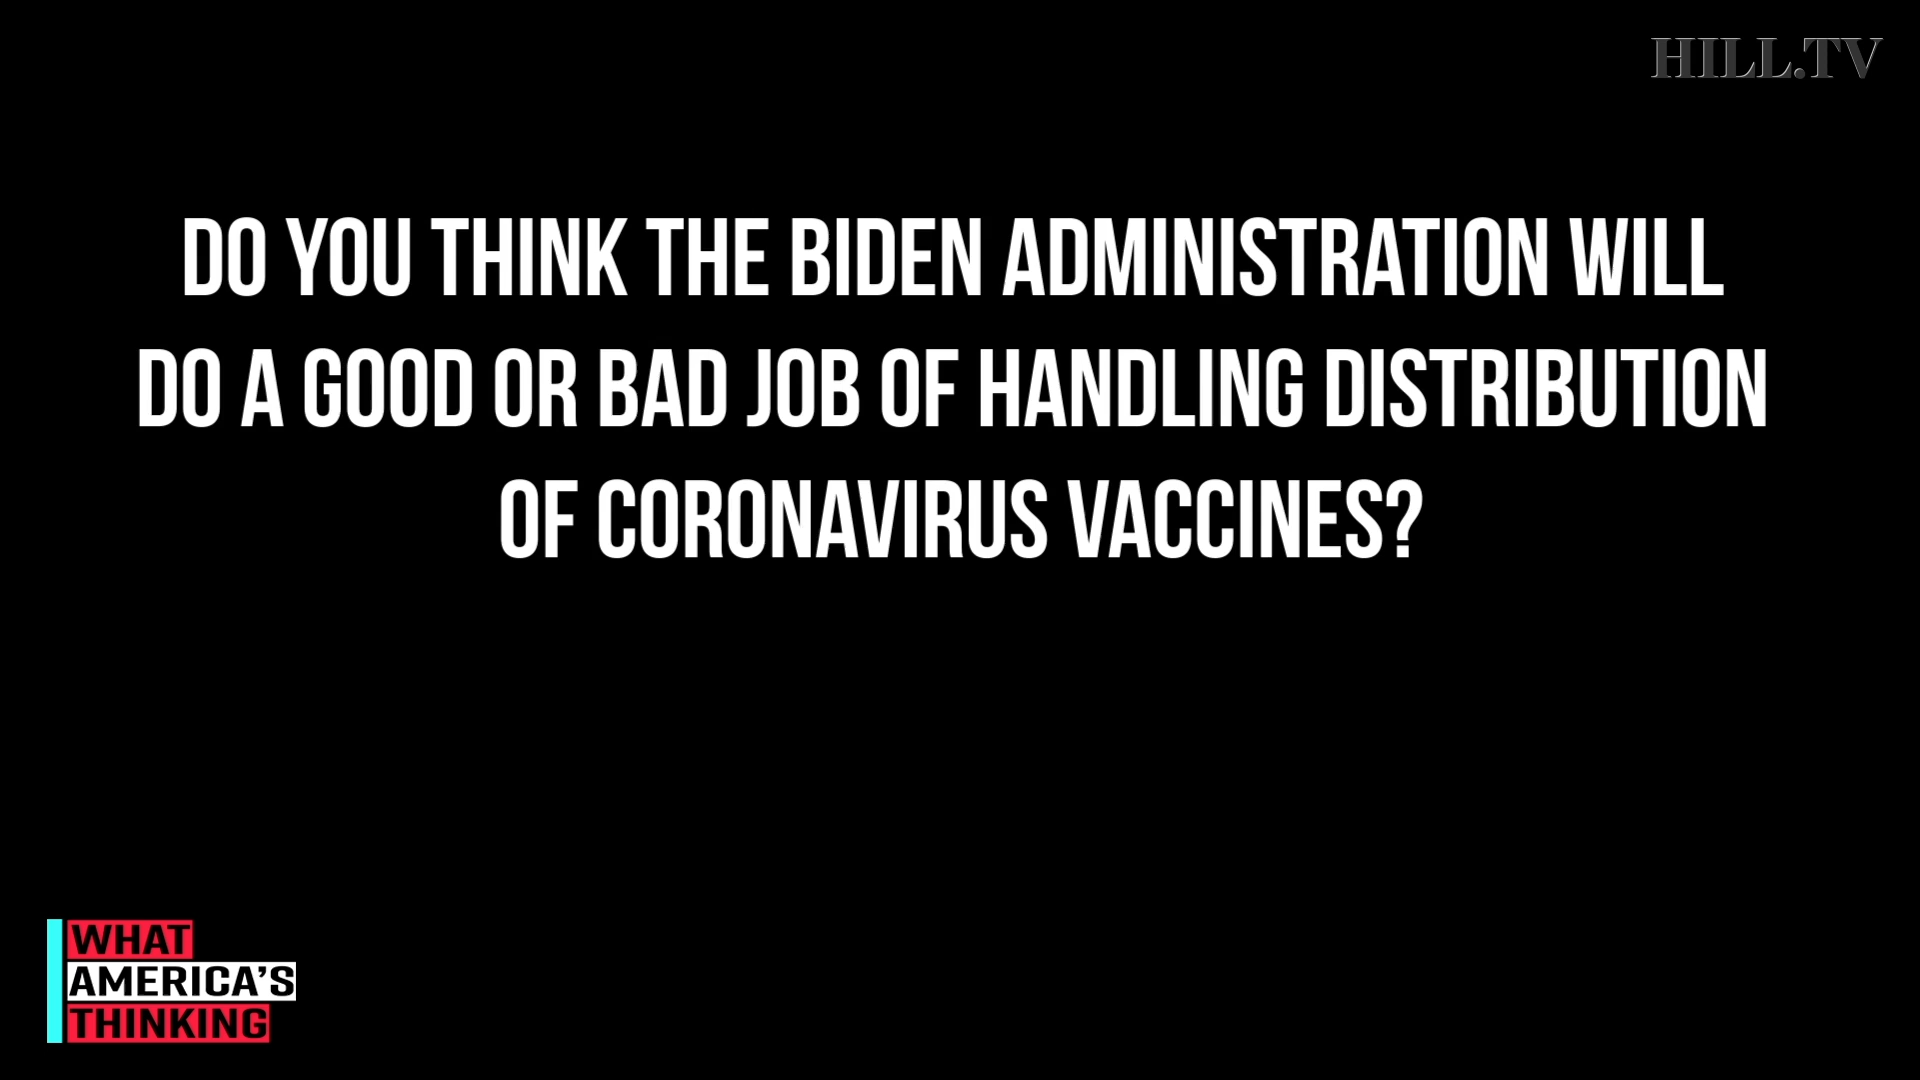 HILL.TV
DO YOU THINK THE BIDEN ADMINISTRATION WILL
DO A GOOD OR BAD JOB OF HANDLING DISTRIBUTION
OF CORONAVIRUS VACCINES?
WHAT
AMERICA'S
THINKING